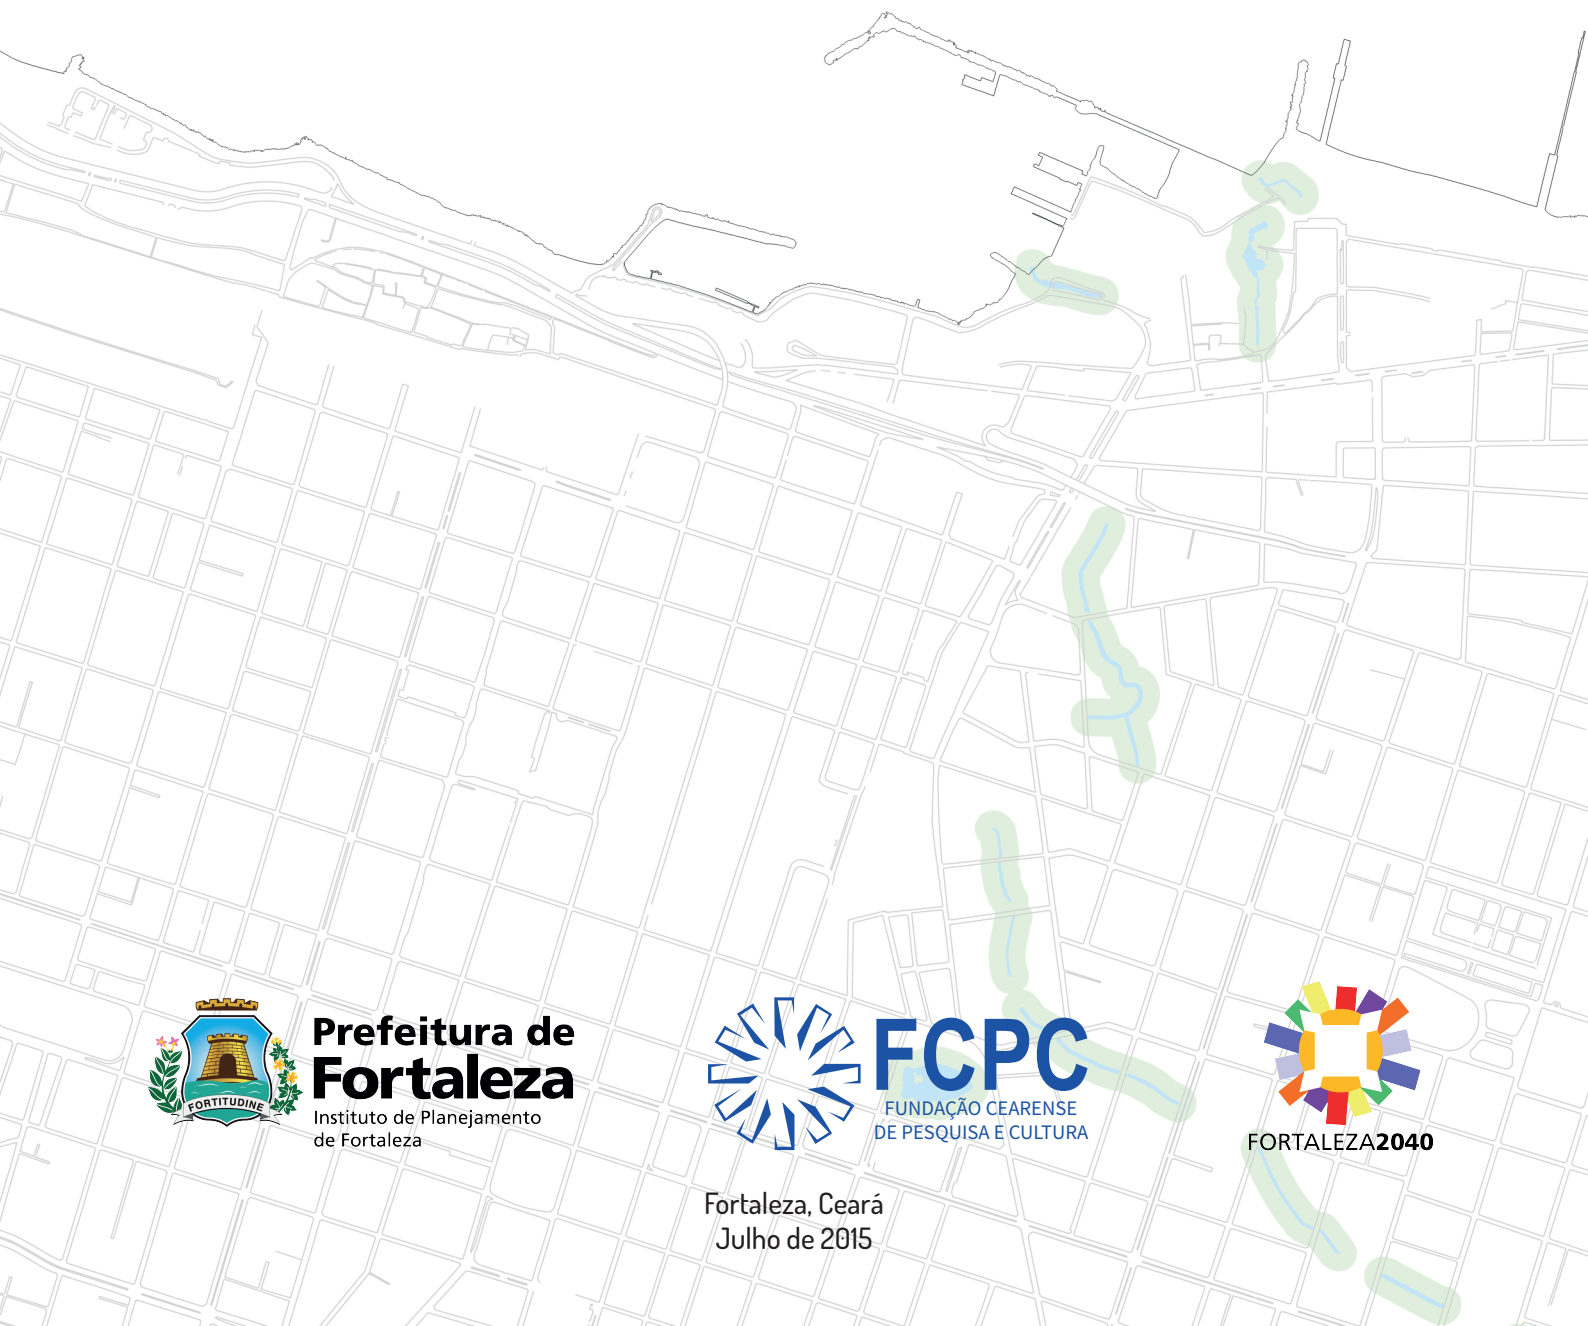 Prefeitura de
Fortaleza
Instituto de Planejamento
de Fortaleza
FORTITUDINE
FCPC
FUNDAÇÃO CEARENSE
DE PESQUISA E CULTURA
FORTALEZA2040
Fortaleza, Ceará
Julho de 2015